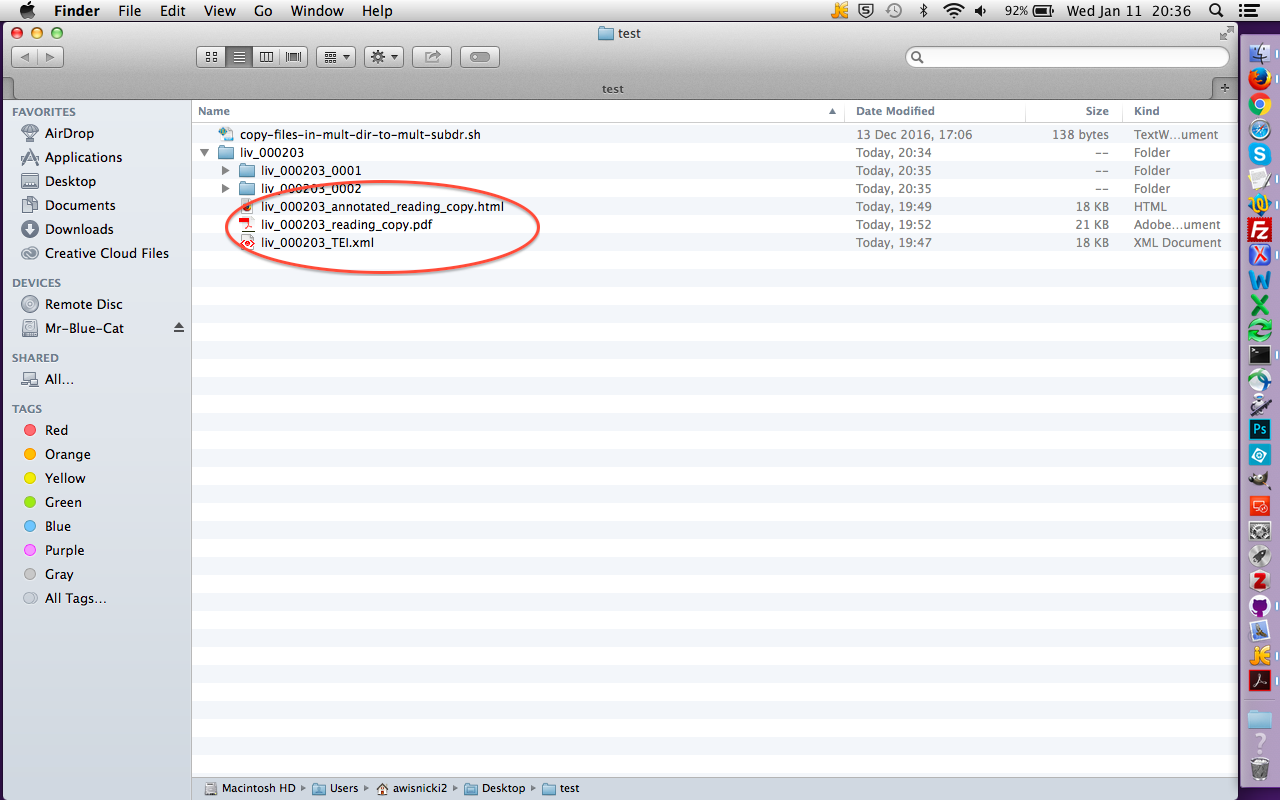 Finder File Edit View Go Window Help 5 92% Wed Jan 11 20:36
test
test
FAVORITES
AirDrop
Applications
Desktop
Documents
Downloads
Creative Cloud Files
DEVICES
Remote Disc
Mr-Blue-Cat
SHARED
All...
TAGS
Red
Orange
Yellow
Green
Blue
Purple
Gray
All Tags...
Name Date Modified Size Kind
copy-files-in-mult-dir-to-mult-subdr.sh 13 Dec 2016, 17:06 138 bytes TextW...ument
liv_000203 Today, 20:34 -- Folder
liv_000203_0001 Today, 20:35 -- Folder
liv_000203_0002 Today, 20:35 -- Folder
liv_000203_annotated_reading_copy.html Today, 19:49 18 KB HTML
liv_000203_reading_copy.pdf Today, 19:52 21 KB Adobe...ument
liv_000203_TEI.xml Today, 19:47 18 KB XML Document
Macintosh HD Users awisnicki2 Desktop test
S
Fz
X
W
X
Ps
Z
jE
?